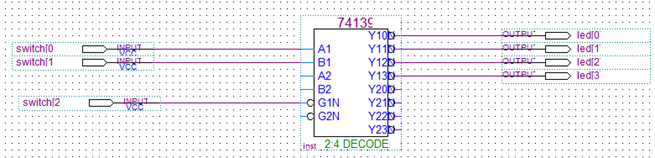 74139
switch[0 INPUT VCC A1 Y10 OUTPUT led[0
switch[1 INPUT VCC B1 Y11 OUTPUT led[1
A2 Y12 OUTPUT led[2
B2 Y13 OUTPUT led[3
Y20
switch[2 INPUT VCC G1N Y21
G2N Y22
Y23
inst 2:4 DECODE